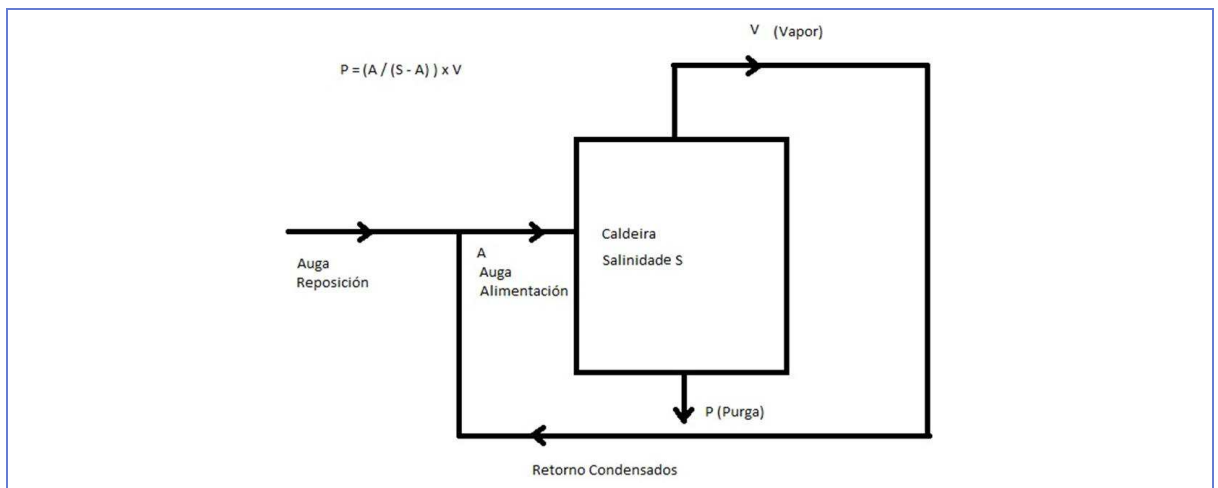 V (Vapor)
P = (A / (S - A) ) x V
Auga
Reposición
A
Auga
Alimentación
Caldeira
Salinidade S
P (Purga)
Retorno Condensados